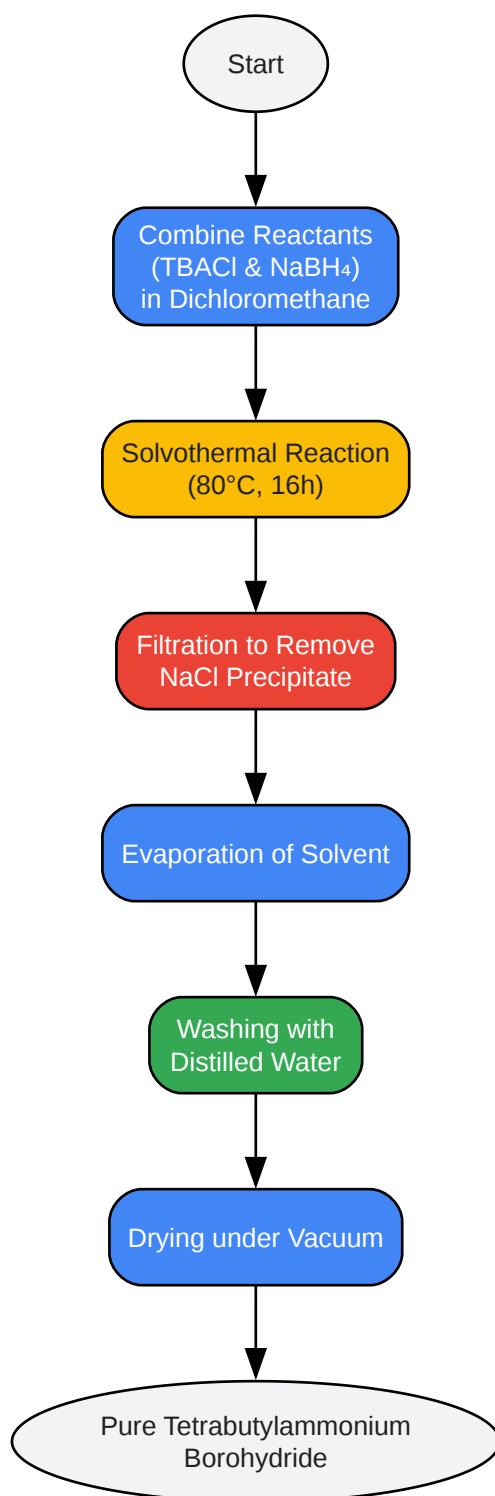 Start
Combine Reactants
(TBACl & NaBH₄)
in Dichloromethane
Solvothermal Reaction
(80°C, 16h)
Filtration to Remove
NaCl Precipitate
Evaporation of Solvent
Washing with
Distilled Water
Drying under Vacuum
Pure Tetrabutylammonium
Borohydride